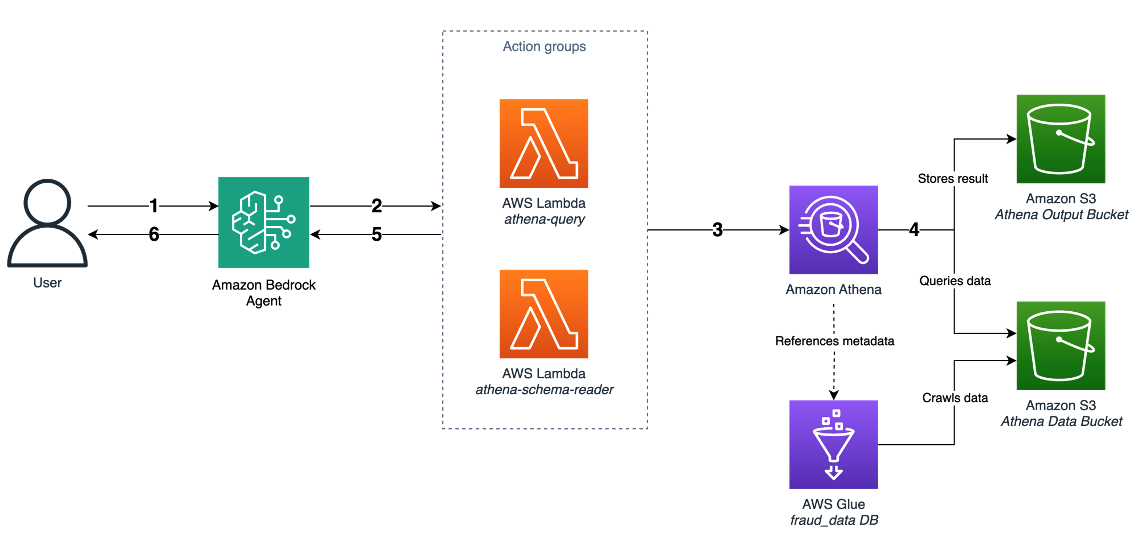 Action groups
AWS Lambda
athena-query
AWS Lambda
athena-schema-reader
User
1
6
Amazon Bedrock
Agent
2
5
3
Amazon Athena
4
Stores result
Queries data
Amazon S3
Athena Output Bucket
References metadata
Crawls data
Amazon S3
Athena Data Bucket
AWS Glue
fraud_data DB